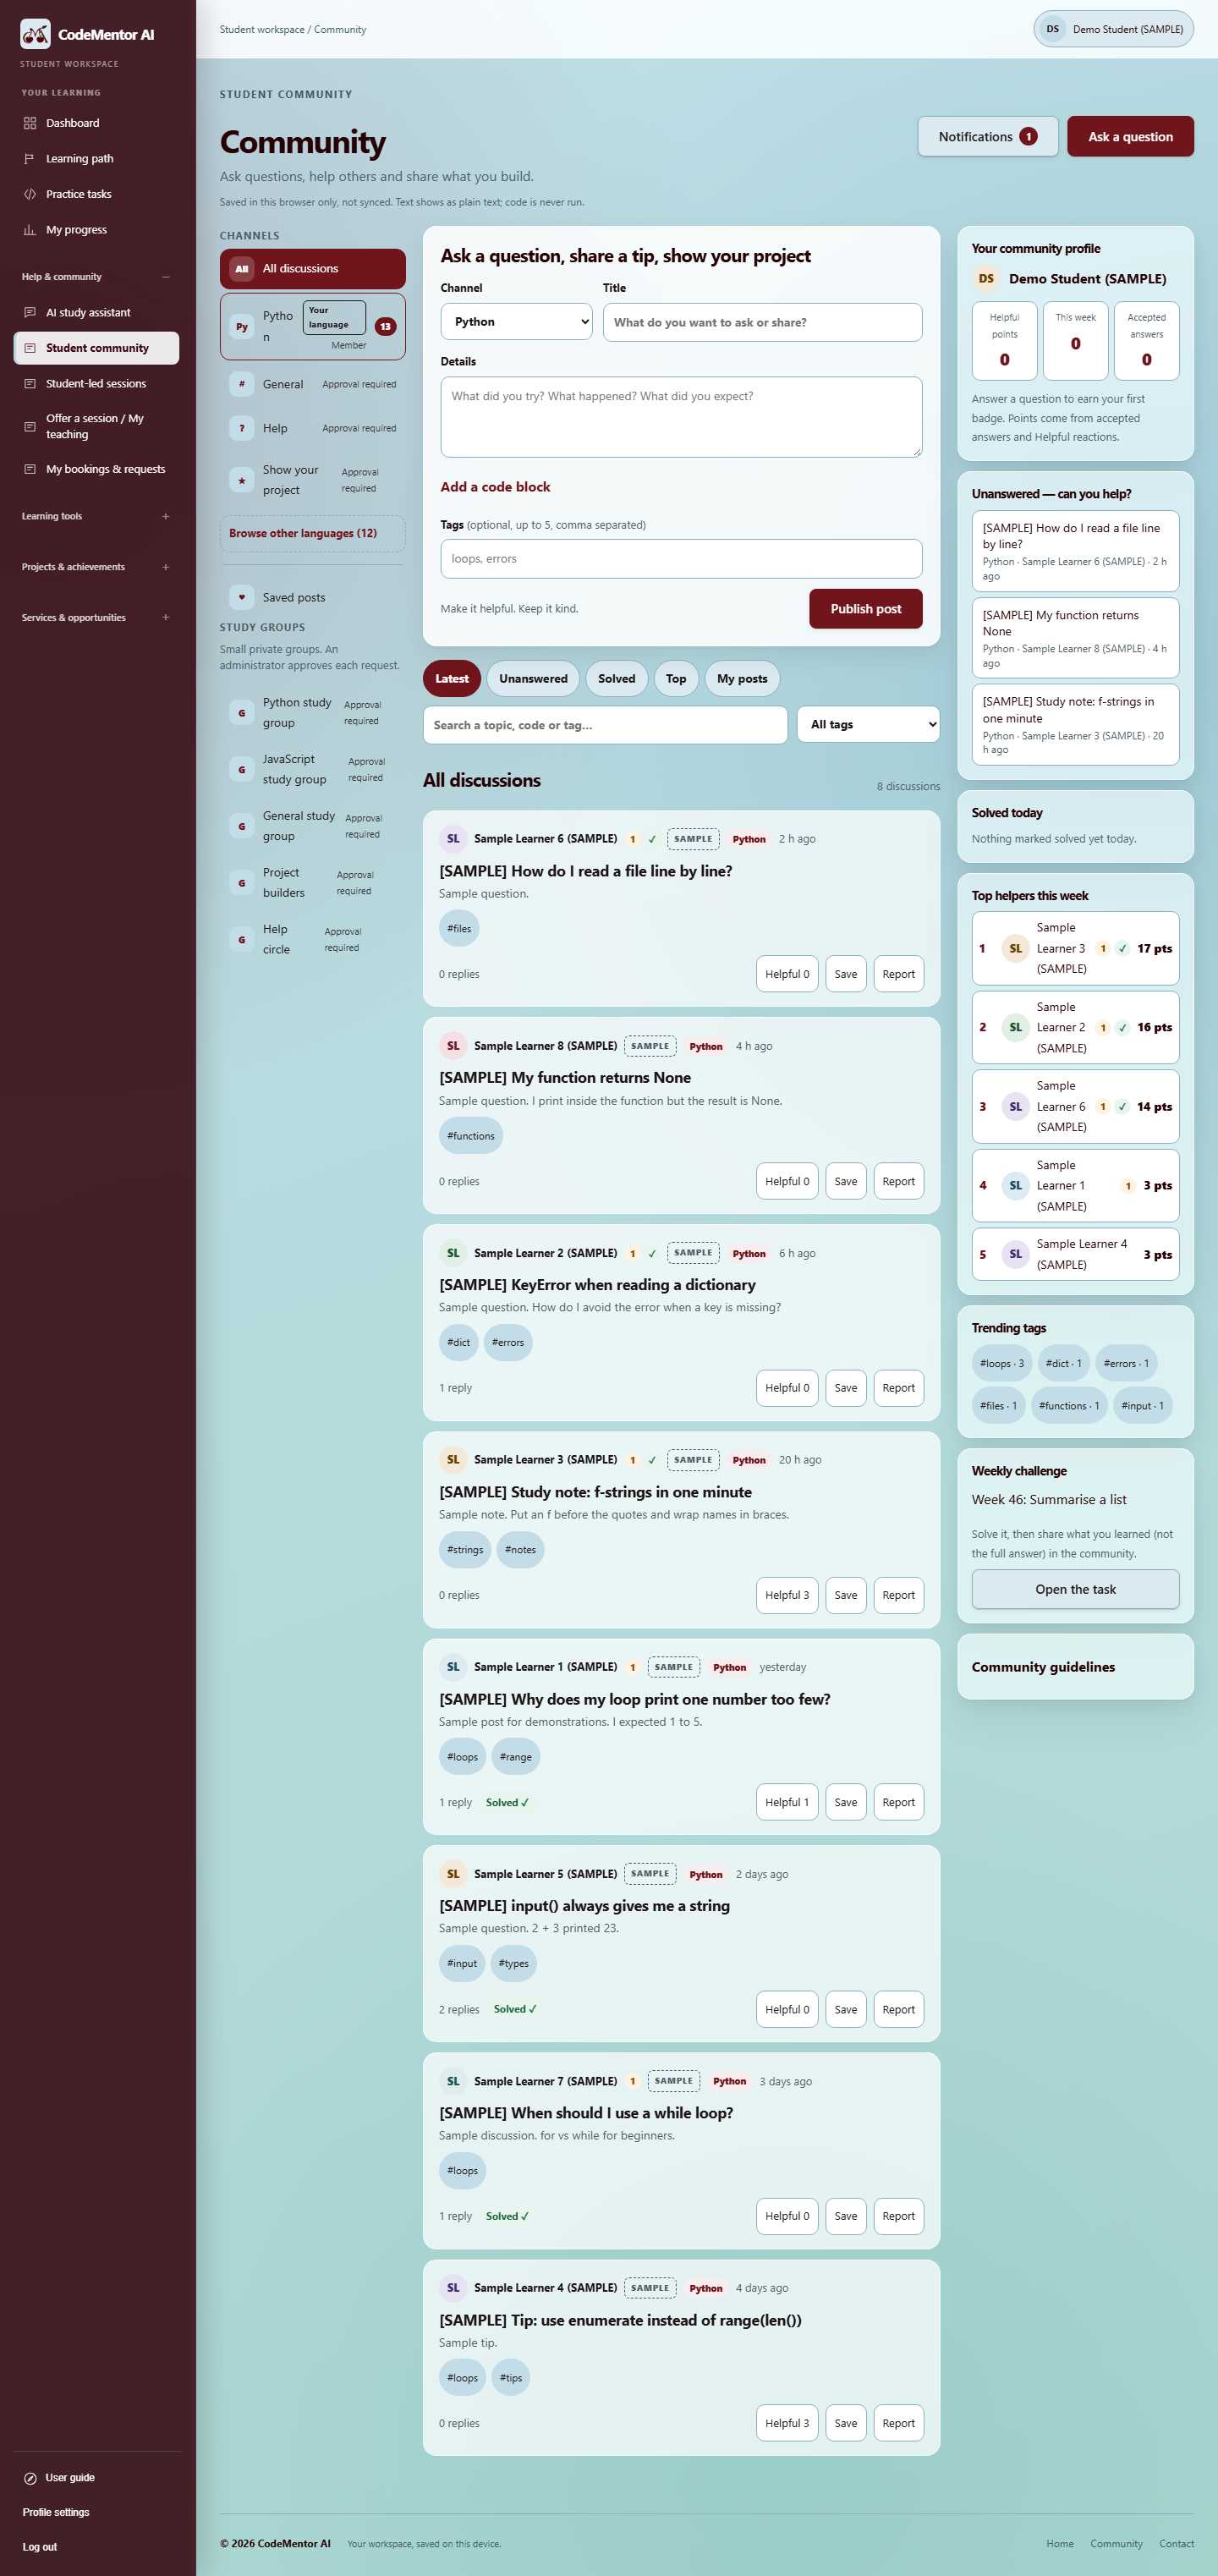 CodeMentor AI
STUDENT WORKSPACE
YOUR LEARNING
Dashboard
Learning path
Practice tasks
My progress
Help & community −
AI study assistant
Student community
Student-led sessions
Offer a session / My
teaching
My bookings & requests
Learning tools +
Projects & achievements +
Services & opportunities +
User guide
Profile settings
Log out
Student workspace / Community
DS Demo Student (SAMPLE)
STUDENT COMMUNITY
Community
Ask questions, help others and share what you build.
Saved in this browser only, not synced. Text shows as plain text; code is never run.
Notifications 1
Ask a question
CHANNELS
All All discussions
Py Pytho
n
Your
language
Member
13
# General Approval required
? Help Approval required
★ Show your
project
Approval
required
Browse other languages (12)
♥ Saved posts
STUDY GROUPS
Small private groups. An
administrator approves each request.
G Python study
group
Approval
required
G JavaScript
study group
Approval
required
G General study
group
Approval
required
G Project
builders
Approval
required
G Help
circle
Approval
required
Ask a question, share a tip, show your project
Channel Title
Python What do you want to ask or share?
Details
What did you try? What happened? What did you expect?
Add a code block
Tags (optional, up to 5, comma separated)
loops, errors
Make it helpful. Keep it kind.
Publish post
Latest Unanswered Solved Top My posts
Search a topic, code or tag... All tags
All discussions 8 discussions
SL Sample Learner 6 (SAMPLE) 1 ✓ SAMPLE Python 2 h ago
[SAMPLE] How do I read a file line by line?
Sample question.
#files
0 replies Helpful 0 Save Report
SL Sample Learner 8 (SAMPLE) SAMPLE Python 4 h ago
[SAMPLE] My function returns None
Sample question. I print inside the function but the result is None.
#functions
0 replies Helpful 0 Save Report
SL Sample Learner 2 (SAMPLE) 1 ✓ SAMPLE Python 6 h ago
[SAMPLE] KeyError when reading a dictionary
Sample question. How do I avoid the error when a key is missing?
#dict #errors
1 reply Helpful 0 Save Report
SL Sample Learner 3 (SAMPLE) 1 ✓ SAMPLE Python 20 h ago
[SAMPLE] Study note: f-strings in one minute
Sample note. Put an f before the quotes and wrap names in braces.
#strings #notes
0 replies Helpful 3 Save Report
SL Sample Learner 1 (SAMPLE) 1 SAMPLE Python yesterday
[SAMPLE] Why does my loop print one number too few?
Sample post for demonstrations. I expected 1 to 5.
#loops #range
1 reply Solved ✓ Helpful 1 Save Report
SL Sample Learner 5 (SAMPLE) SAMPLE Python 2 days ago
[SAMPLE] input() always gives me a string
Sample question. 2 + 3 printed 23.
#input #types
2 replies Solved ✓ Helpful 0 Save Report
SL Sample Learner 7 (SAMPLE) 1 SAMPLE Python 3 days ago
[SAMPLE] When should I use a while loop?
Sample discussion. for vs while for beginners.
#loops
1 reply Solved ✓ Helpful 0 Save Report
SL Sample Learner 4 (SAMPLE) SAMPLE Python 4 days ago
[SAMPLE] Tip: use enumerate instead of range(len())
Sample tip.
#loops #tips
0 replies Helpful 3 Save Report
Your community profile
DS Demo Student (SAMPLE)
Helpful
points
0
This week
0
Accepted
answers
0
Answer a question to earn your first
badge. Points come from accepted
answers and Helpful reactions.
Unanswered — can you help?
[SAMPLE] How do I read a file line
by line?
Python · Sample Learner 6 (SAMPLE) · 2 h
ago
[SAMPLE] My function returns
None
Python · Sample Learner 8 (SAMPLE) · 4 h
ago
[SAMPLE] Study note: f-strings in
one minute
Python · Sample Learner 3 (SAMPLE) · 20
h ago
Solved today
Nothing marked solved yet today.
Top helpers this week
1 SL Sample
Learner 3
(SAMPLE)
1 ✓ 17 pts
2 SL Sample
Learner 2
(SAMPLE)
1 ✓ 16 pts
3 SL Sample
Learner 6
(SAMPLE)
1 ✓ 14 pts
4 SL Sample
Learner 1
(SAMPLE)
1 3 pts
5 SL Sample Learner 4
(SAMPLE)
3 pts
Trending tags
#loops · 3 #dict · 1 #errors · 1
#files · 1 #functions · 1 #input · 1
Weekly challenge
Week 46: Summarise a list
Solve it, then share what you learned (not
the full answer) in the community.
Open the task
Community guidelines
© 2026 CodeMentor AI Your workspace, saved on this device.
Home Community Contact